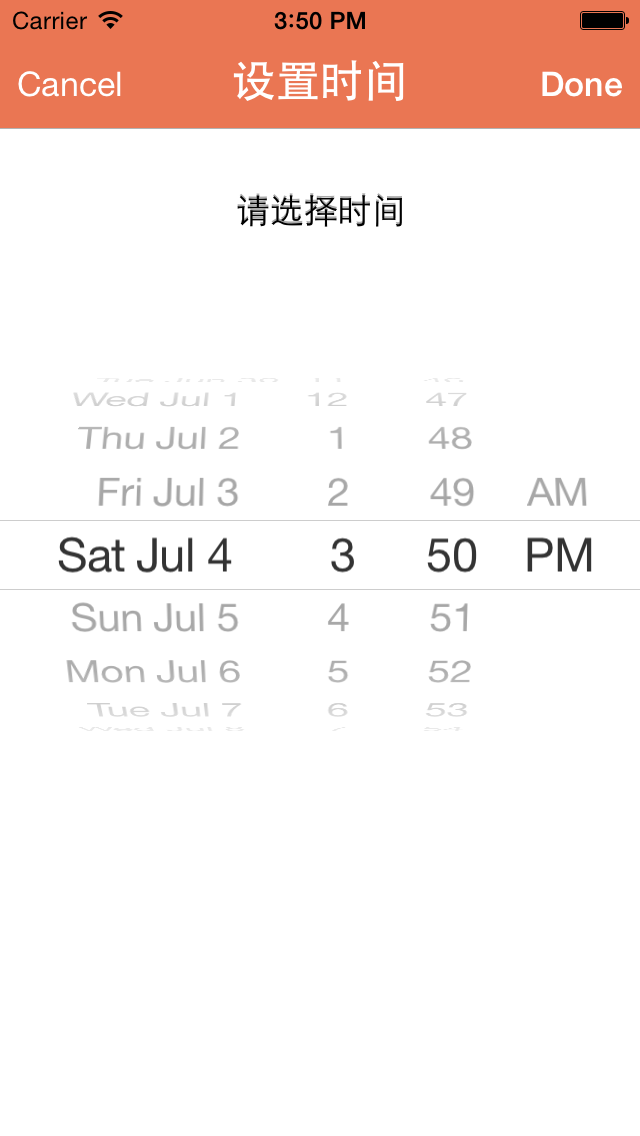 Carrier 3:50 PM
Cancel 设置时间 Done
请选择时间
Wed Jul 1 12 47
Thu Jul 2 1 48
Fri Jul 3 2 49 AM
Sat Jul 4 3 50 PM
Sun Jul 5 4 51
Mon Jul 6 5 52
Tue Jul 7 6 53